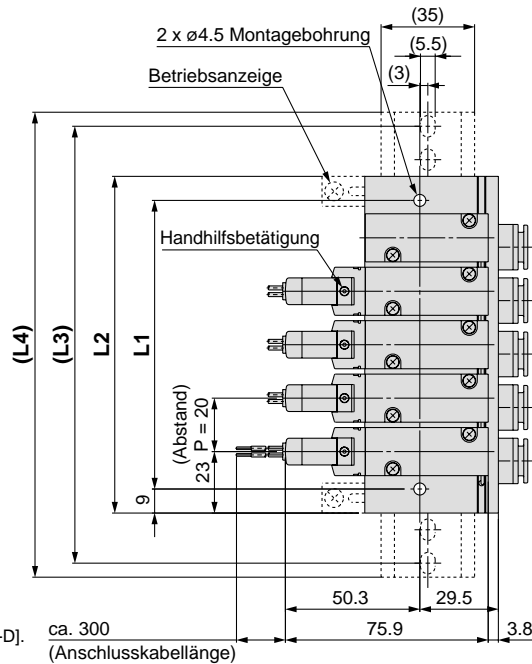 (35)
2 x ø4.5 Montagebohrung
(5.5)
(3)
Betriebsanzeige
Handhilfsbetätigung
(L4)
(L3)
L2
L1
(Abstand)
P = 20
23
9
50.3
29.5
-D].
ca. 300
75.9
3.8
(Anschlusskabellänge)